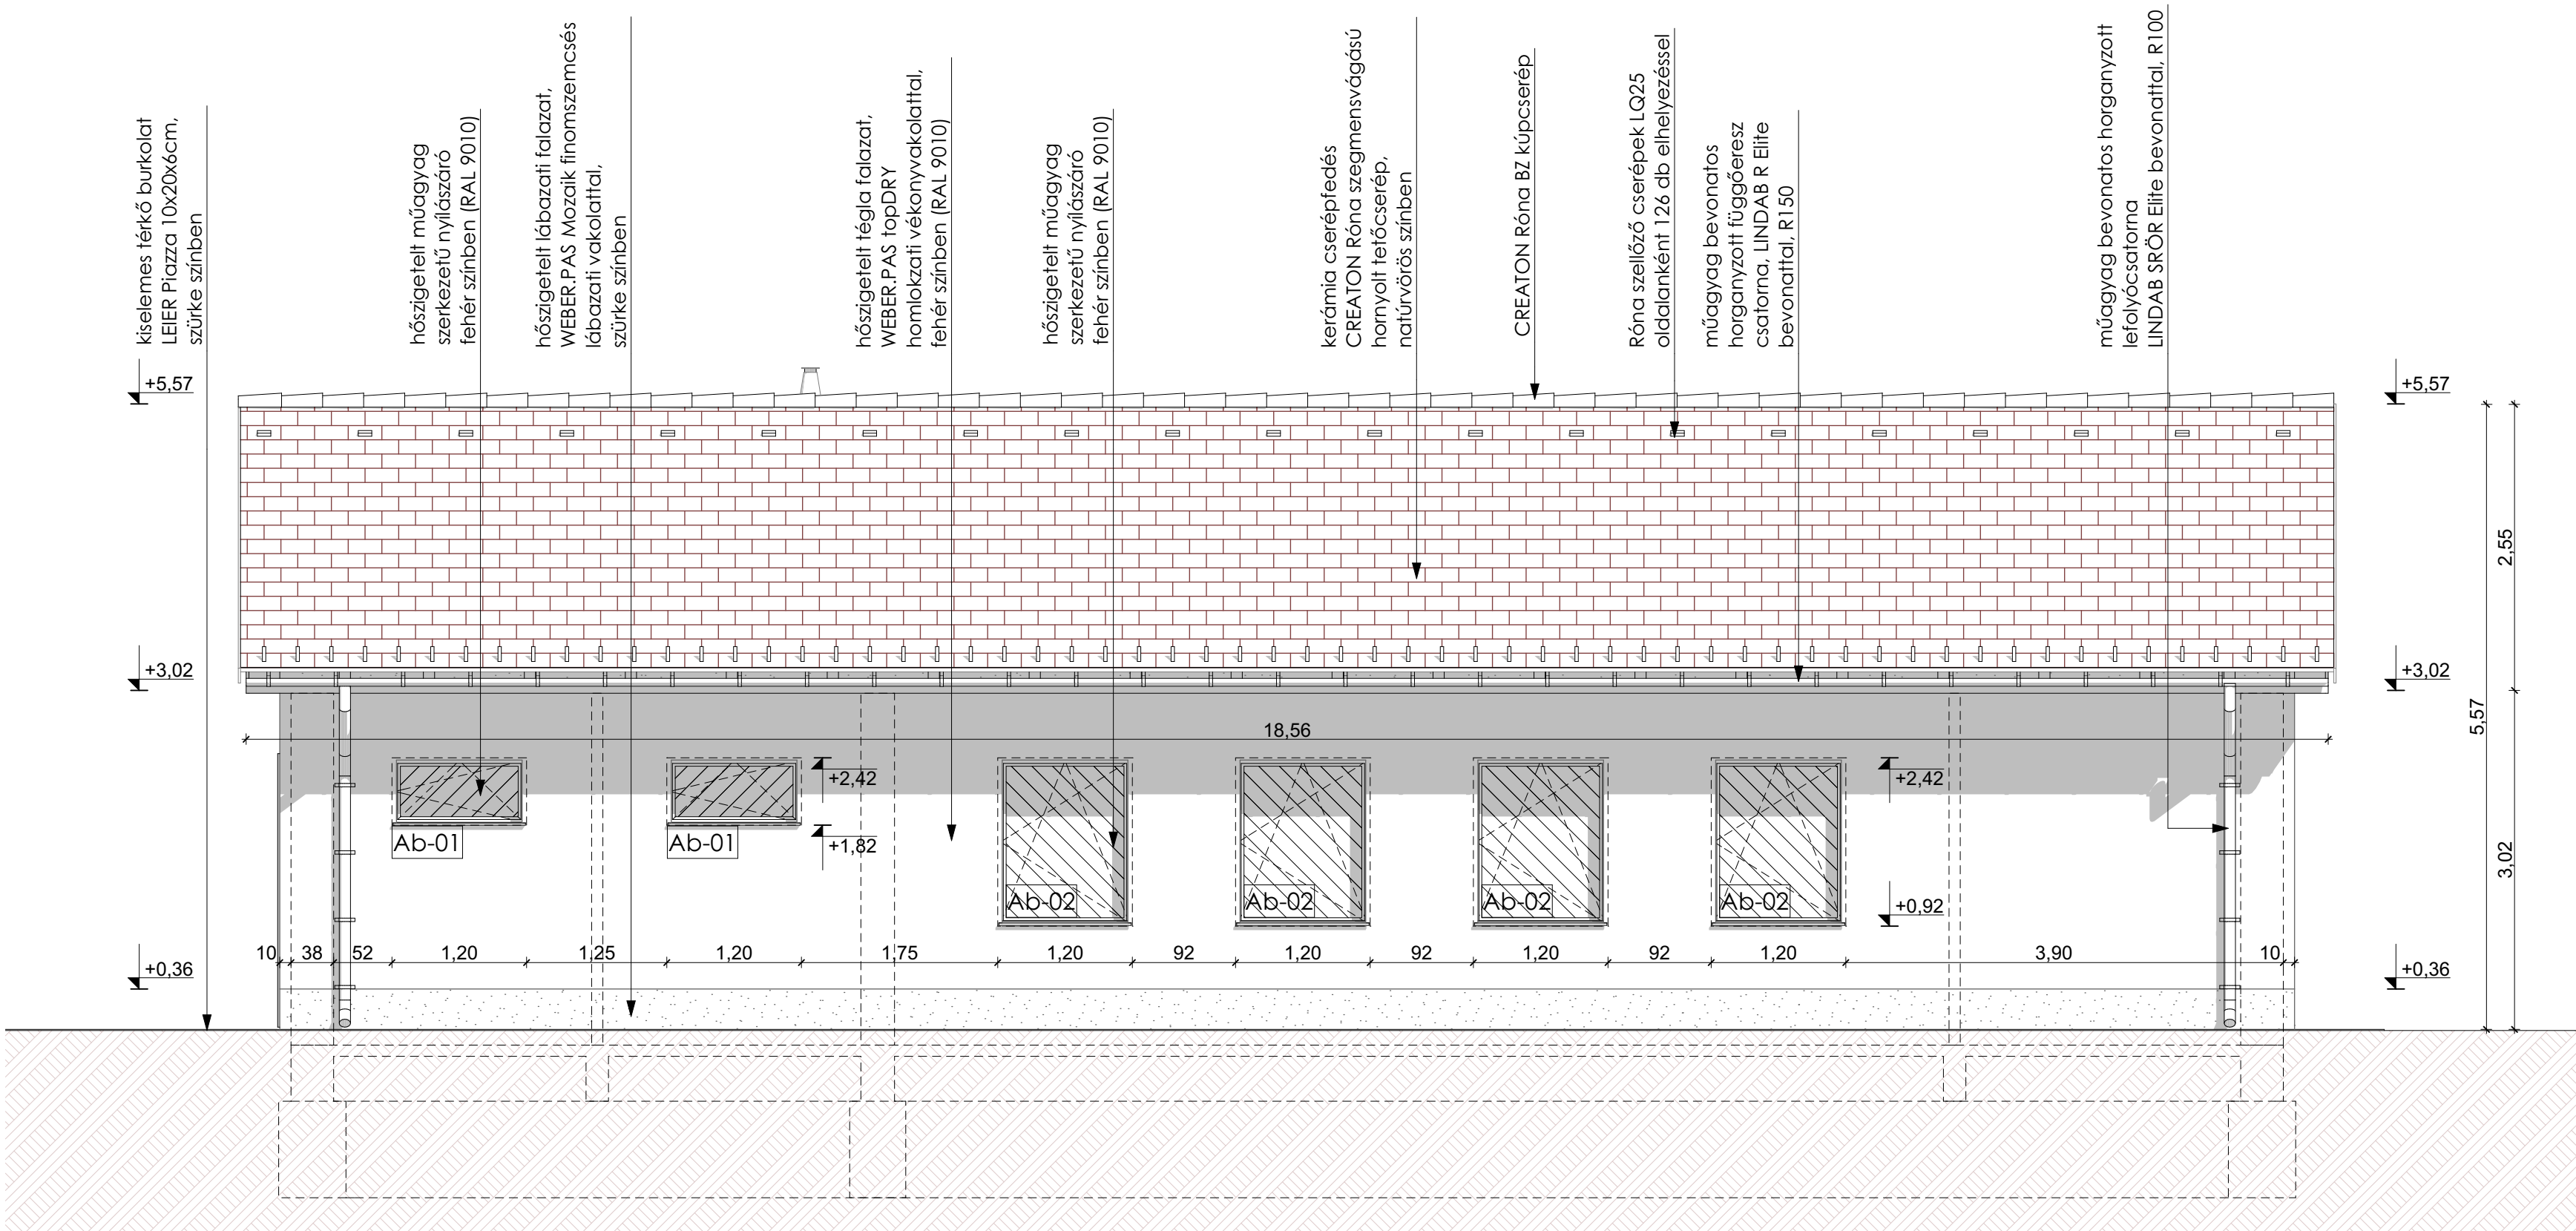 kiselemes térkő burkolat
LEIER Piazza 10x20x6cm,
szürke színben
hőszigetelt műagyag
szerkezetű nyílászáró
fehér színben (RAL 9010)
hőszigetelt lábazati falazat,
WEBER.PAS Mozaik finomszemcsés
lábazati vakolattal,
szürke színben
hőszigetelt tégla falazat,
WEBER.PAS topDRY
homlokzati vékonyvakolattal,
fehér színben (RAL 9010)
hőszigetelt műagyag
szerkezetű nyílászáró
fehér színben (RAL 9010)
kerámia cserépfedés
CREATON Róna szegmensvágású
hornyolt tetőcserép,
natúrvörös színben
CREATON Róna BZ kúpcserép
Róna szellőző cserépek LQ25
oldalanként 126 db elhelyezéssel
műagyag bevonatos
horganyzott függőeresz
csatorna, LINDAB R Elite
bevonattal, R150
műagyag bevonatos horganyzott
lefolyócsatorna
LINDAB SRÖR Elite bevonattal, R100
+5,57
+5,57
2,55
+3,02
+3,02
5,57
18,56
+2,42
+2,42
Ab-01
Ab-01
+1,82
3,02
Ab-02
Ab-02
Ab-02
Ab-02
+0,92
10
38
52
1,20
1,25
1,20
1,75
1,20
92
1,20
92
1,20
92
1,20
3,90
10
+0,36
+0,36